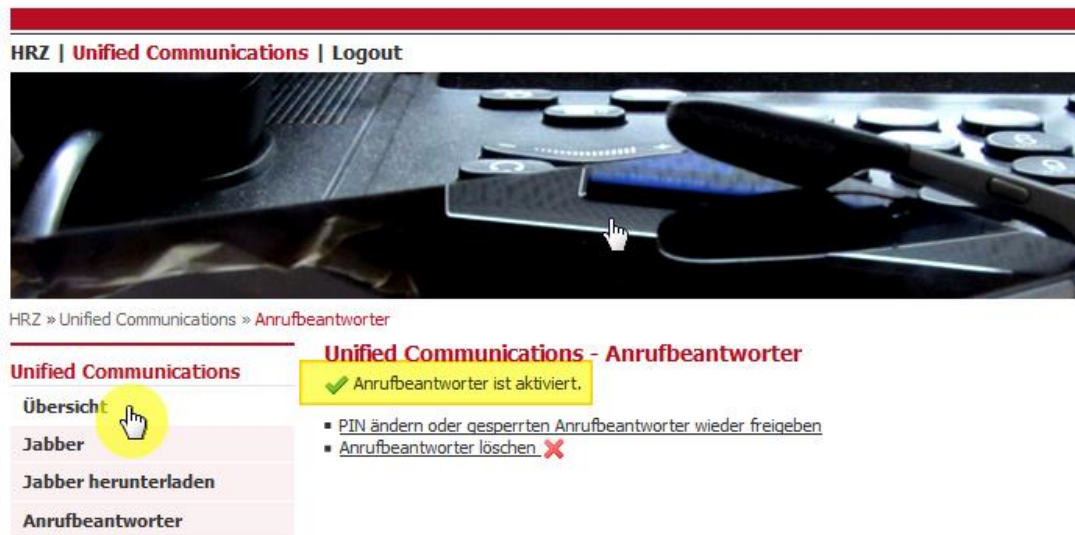 HRZ | Unified Communications | Logout
HRZ » Unified Communications » Anrufbeantworter
Unified Communications
Übersicht
Jabber
Jabber herunterladen
Anrufbeantworter
Unified Communications - Anrufbeantworter
Anrufbeantworter ist aktiviert.
▪ PIN ändern oder gesperrten Anrufbeantworter wieder freigeben
▪ Anrufbeantworter löschen